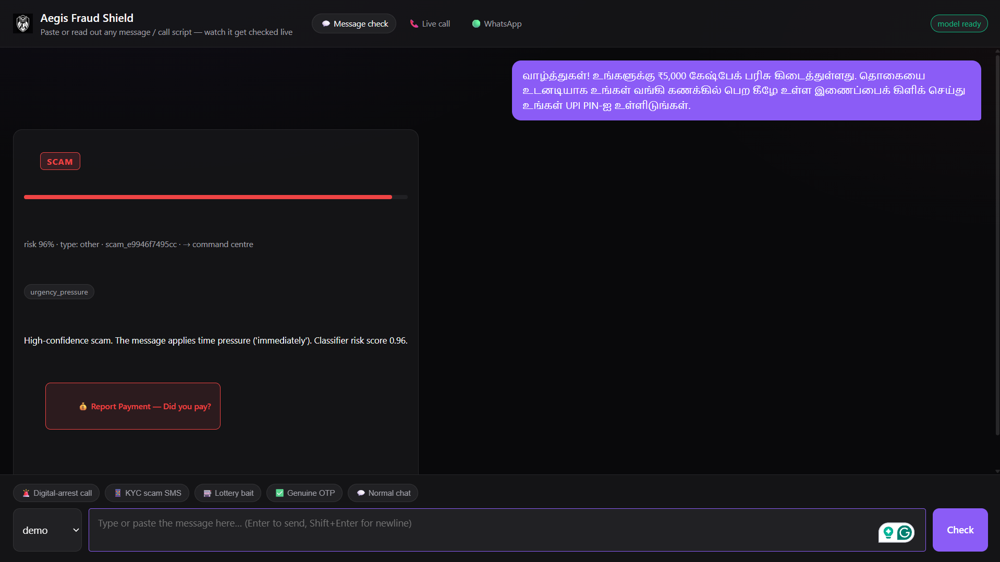 Aegis Fraud Shield
Paste or read out any message / call script — watch it get checked live
Message check
Live call
WhatsApp
model ready
வாழ்த்துகள்! உங்களுக்கு ₹5,000 கேஷ்பேக் பரிசு கிடைத்துள்ளது. தொகையை
உடனடியாக உங்கள் வங்கி கணக்கில் பெற கீழே உள்ள இணைப்பைக் கிளிக் செய்து
உங்கள் UPI PIN-ஐ உள்ளிடுங்கள்.
SCAM
risk 96% · type: other · scam_e9946f7495cc · ⇢ command centre
urgency_pressure
High-confidence scam. The message applies time pressure ('immediately'). Classifier risk score 0.96.
Report Payment — Did you pay?
Digital-arrest call
KYC scam SMS
Lottery bait
Genuine OTP
Normal chat
demo
Type or paste the message here... (Enter to send, Shift+Enter for newline)
Check